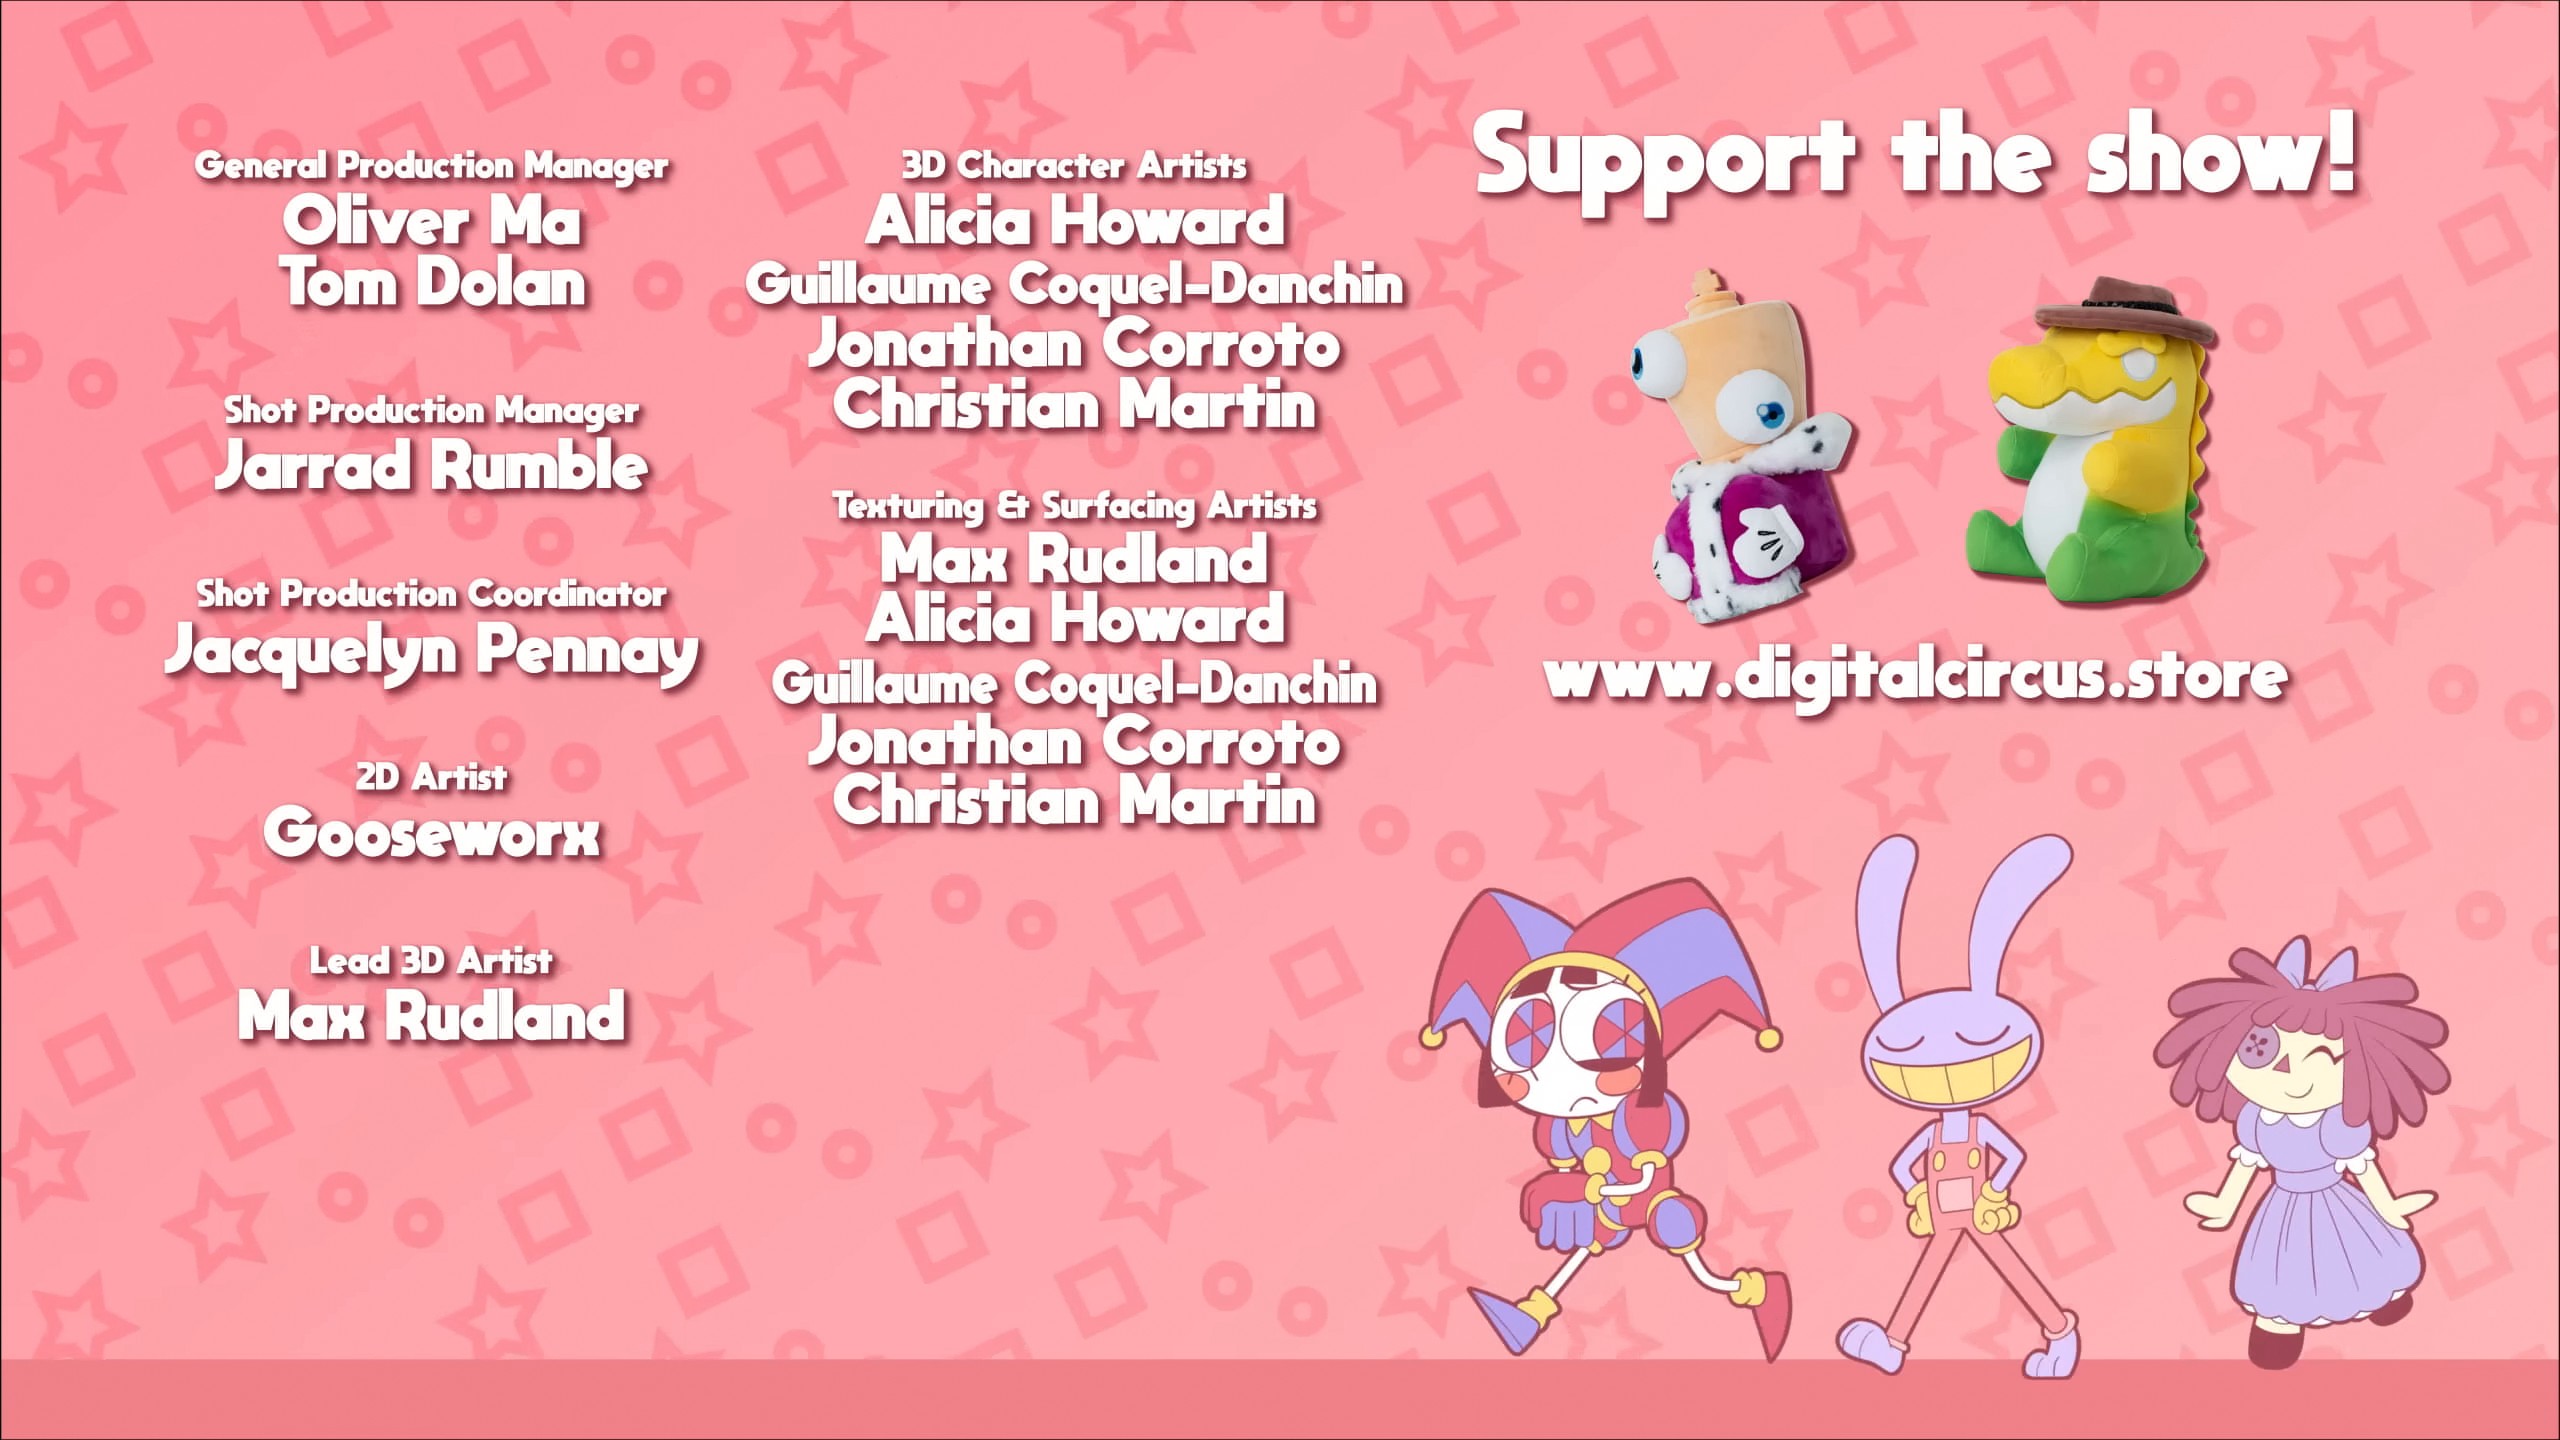 General Production Manager
Oliver Ma
Tom Dolan
Shot Production Manager
Jarrad Rumble
Shot Production Coordinator
Jacquelyn Pennay
2D Artist
Gooseworx
Lead 3D Artist
Max Rudland
3D Character Artists
Alicia Howard
Guillaume Coquel-Danchin
Jonathan Corroto
Christian Martin
Texturing & Surfacing Artists
Max Rudland
Alicia Howard
Guillaume Coquel-Danchin
Jonathan Corroto
Christian Martin
Support the show!
www.digitalcircus.store